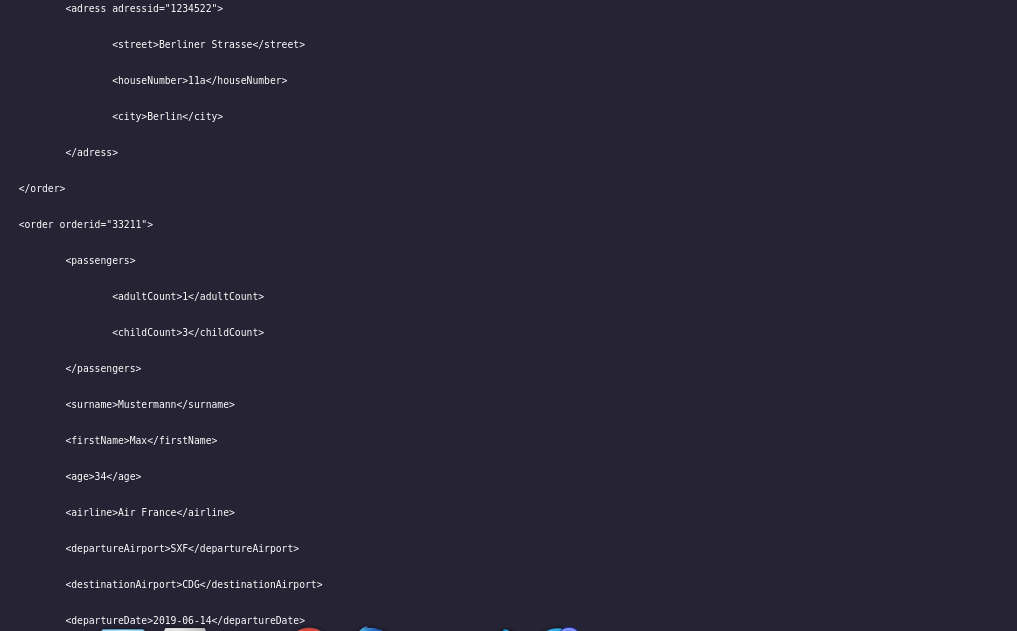 <adress adressid="1234522">
<street>Berliner Strasse</street>
<houseNumber>11a</houseNumber>
<city>Berlin</city>
</adress>
</order>
<order orderid="33211">
<passengers>
<adultCount>1</adultCount>
<childCount>3</childCount>
</passengers>
<surname>Mustermann</surname>
<firstName>Max</firstName>
<age>34</age>
<airline>Air France</airline>
<departureAirport>SXF</departureAirport>
<destinationAirport>CDG</destinationAirport>
<departureDate>2019-06-14</departureDate>